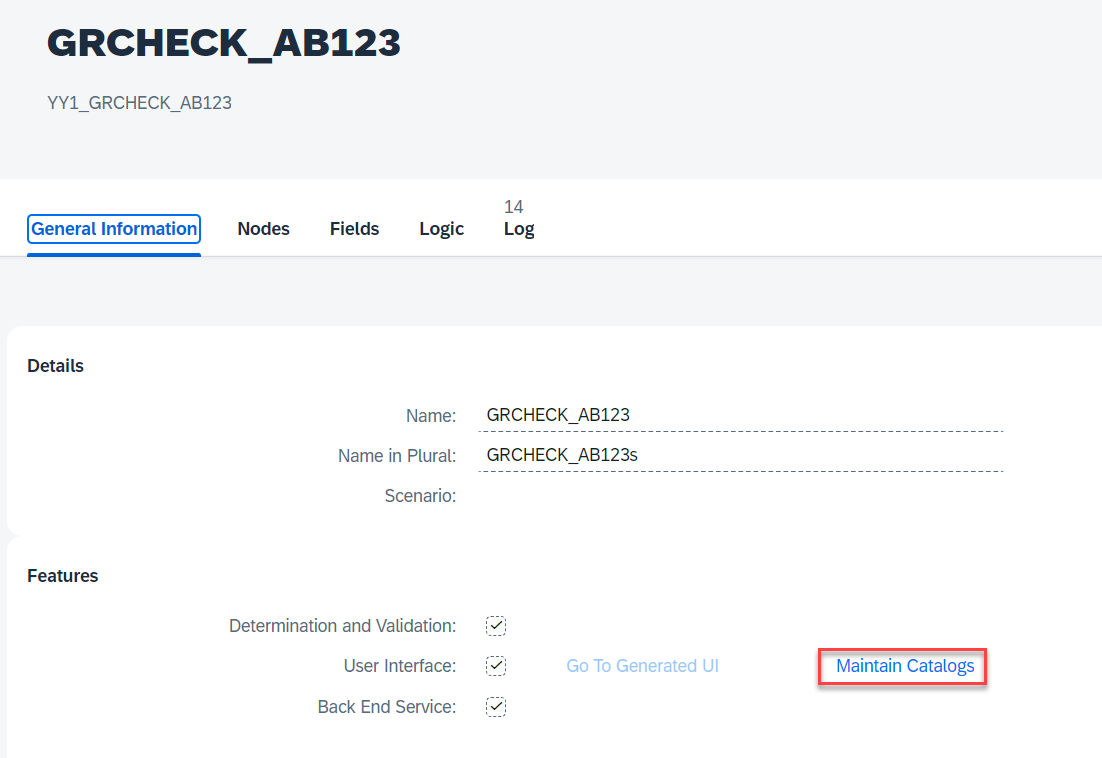 GRCHECK_AB123
YY1_GRCHECK_AB123
14
General Information Nodes Fields Logic Log
Details
Name: GRCHECK_AB123
Name in Plural: GRCHECK_AB123s
Scenario:
Features
Determination and Validation:
User Interface: Go To Generated UI Maintain Catalogs
Back End Service: